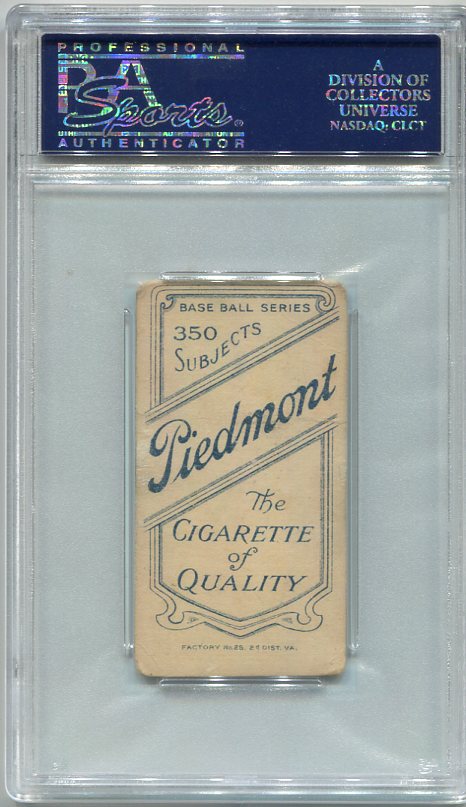 PROFESSIONAL
PSA
Sports®
AUTHENTICATOR
A
DIVISION OF
COLLECTORS
UNIVERSE
NASDAQ: CLCT
BASE BALL SERIES
350
SUBJECTS
Piedmont
The
CIGARETTE
of
QUALITY
FACTORY No 25, 2d DIST. VA.